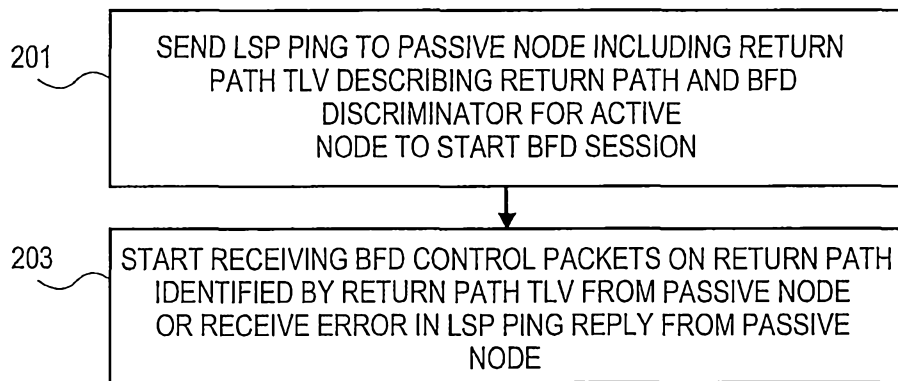 201
SEND LSP PING TO PASSIVE NODE INCLUDING RETURN
PATH TLV DESCRIBING RETURN PATH AND BFD
DISCRIMINATOR FOR ACTIVE
NODE TO START BFD SESSION
203
START RECEIVING BFD CONTROL PACKETS ON RETURN PATH
IDENTIFIED BY RETURN PATH TLV FROM PASSIVE NODE
OR RECEIVE ERROR IN LSP PING REPLY FROM PASSIVE
NODE